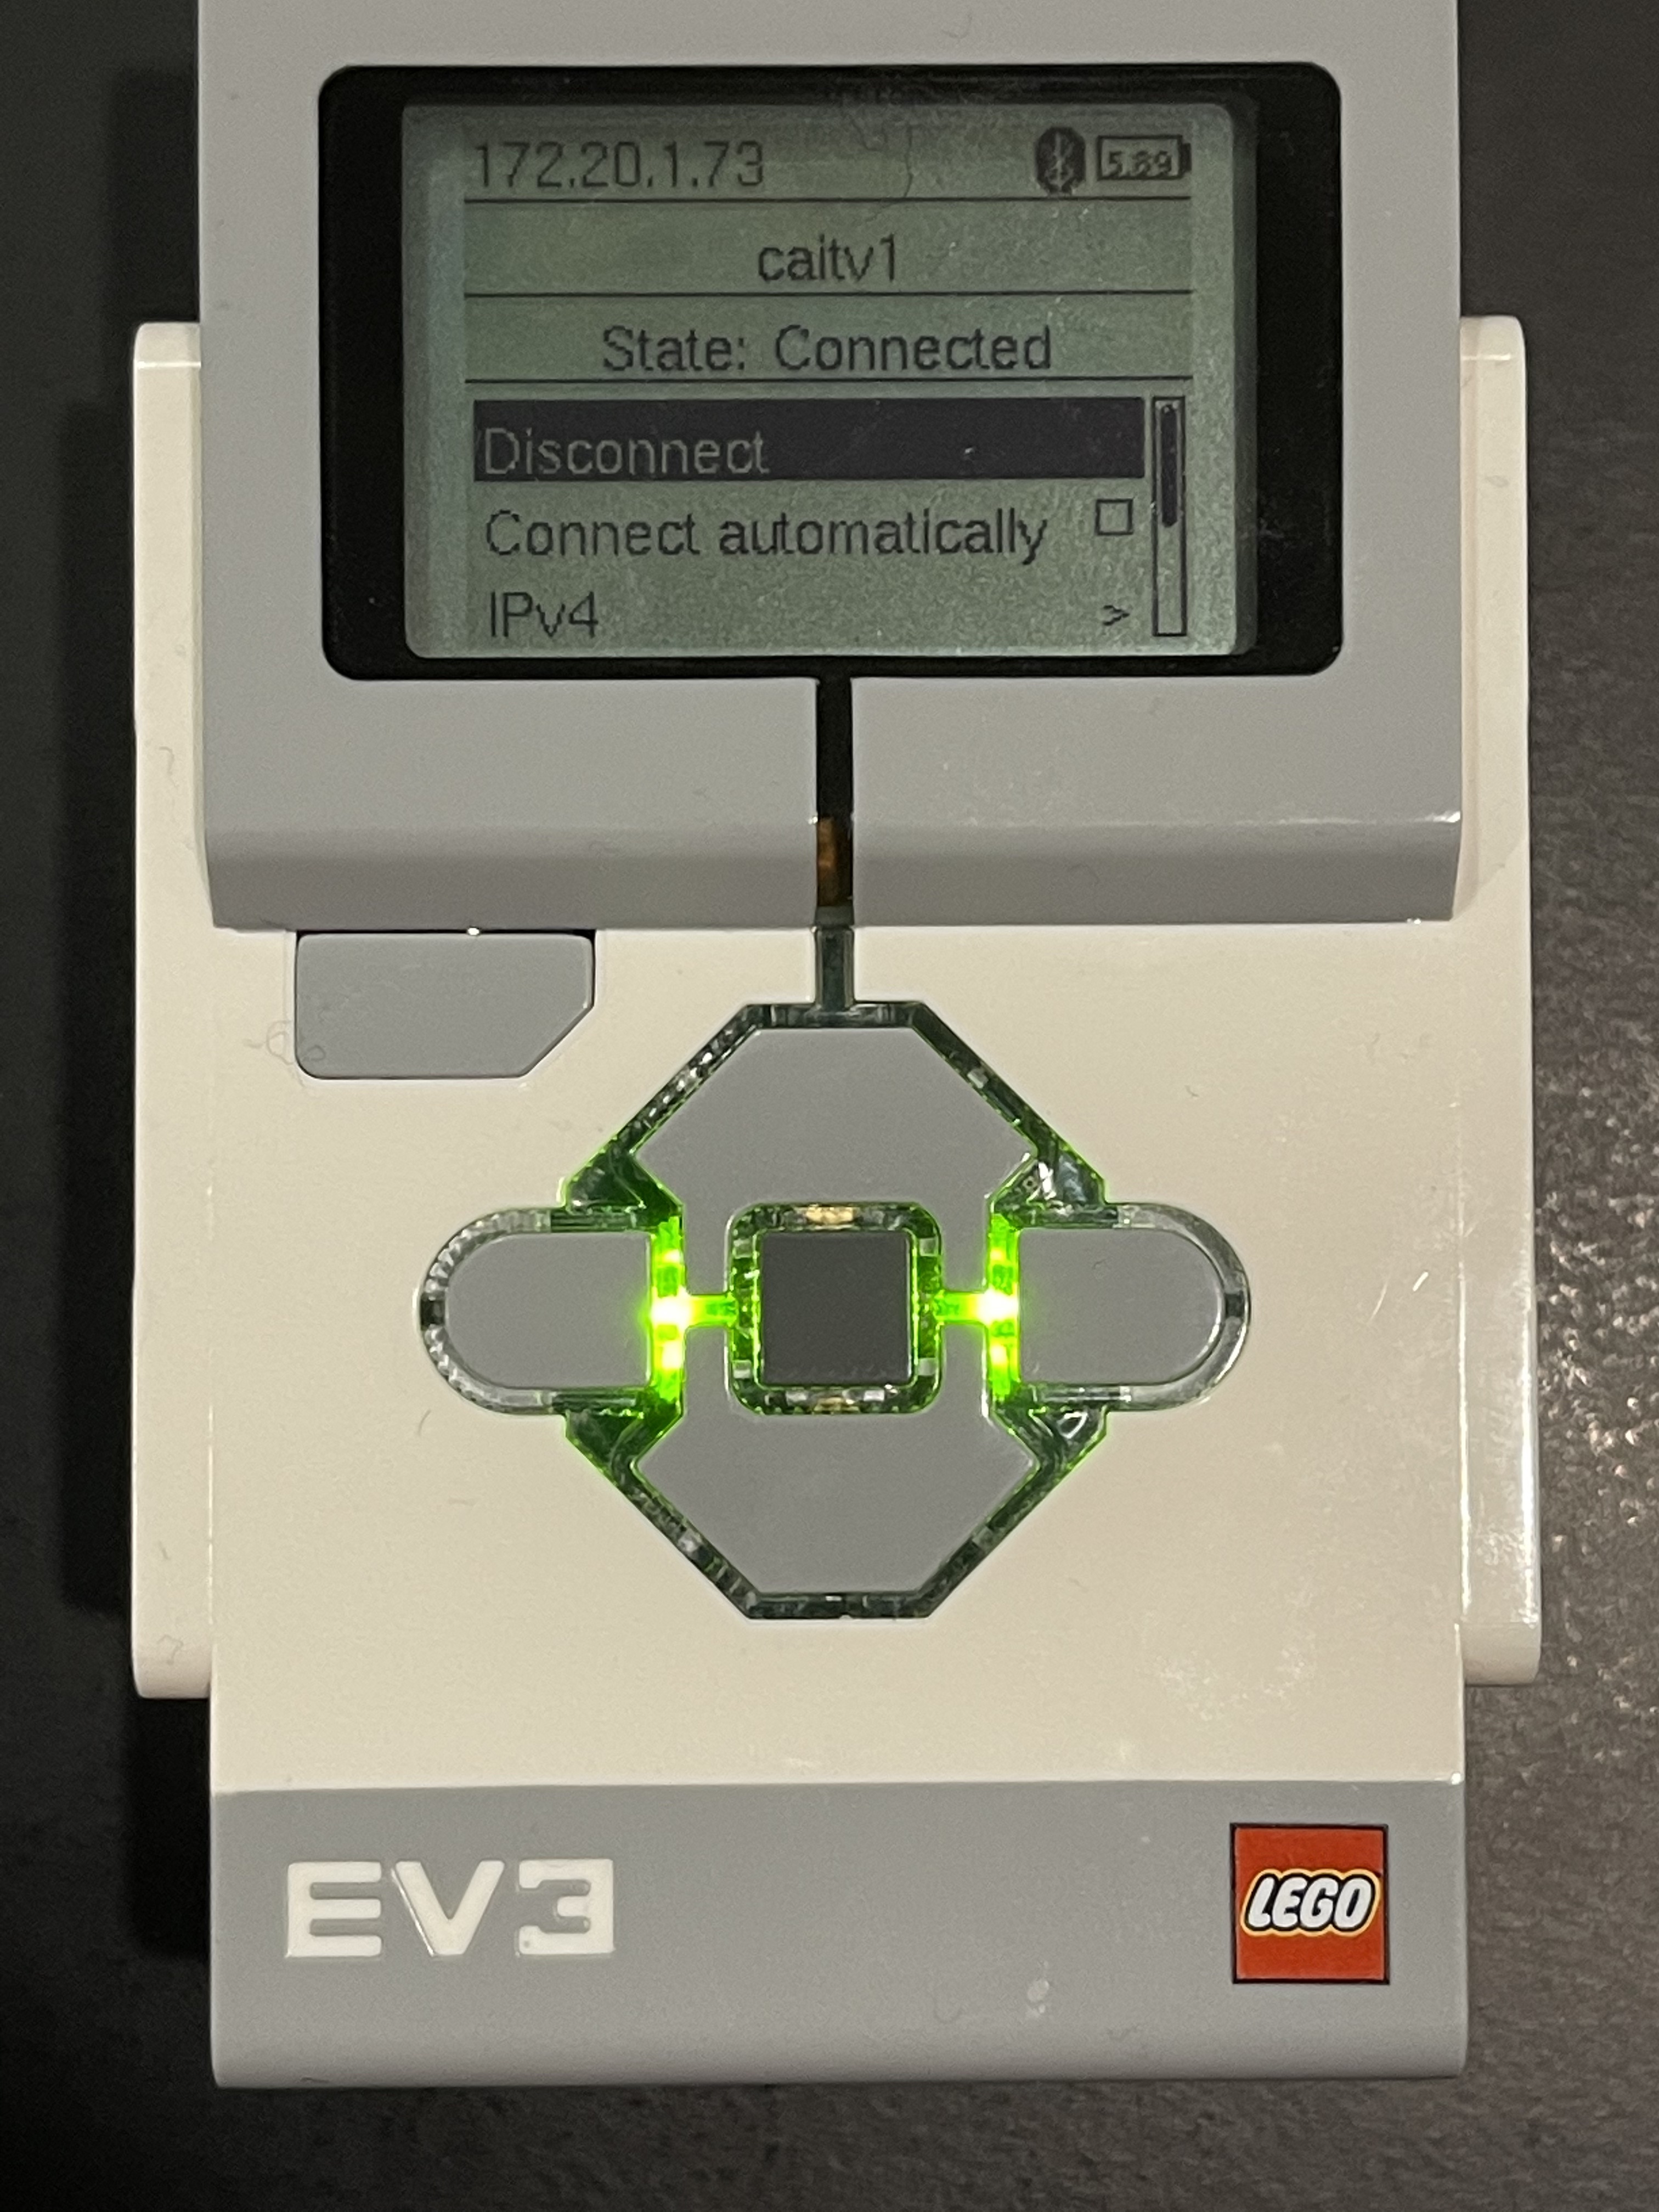 172.20.1.73 5.89
caitv1
State: Connected
Disconnect
Connect automatically
IPv4 >
EV3
LEGO